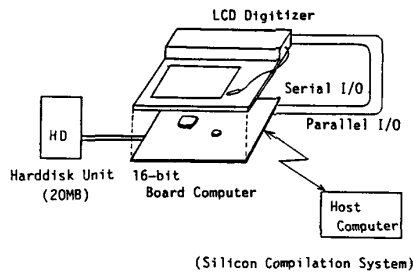 LCD Digitizer
Serial I/O
Parallel I/O
HD
Harddisk Unit
(20MB)
16-bit
Board Computer
Host
Computer
(Silicon Compilation System)